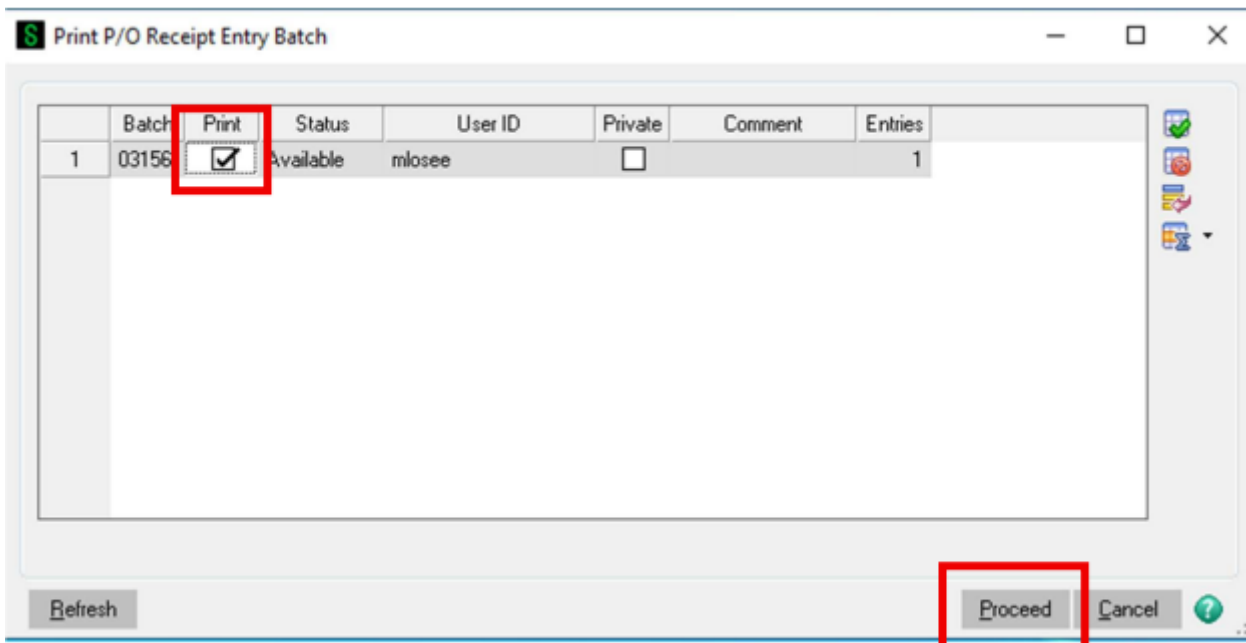 S Print P/O Receipt Entry Batch
Batch Print Status User ID Private Comment Entries
1 03156 Available mlosee 1
Refresh Proceed Cancel ?